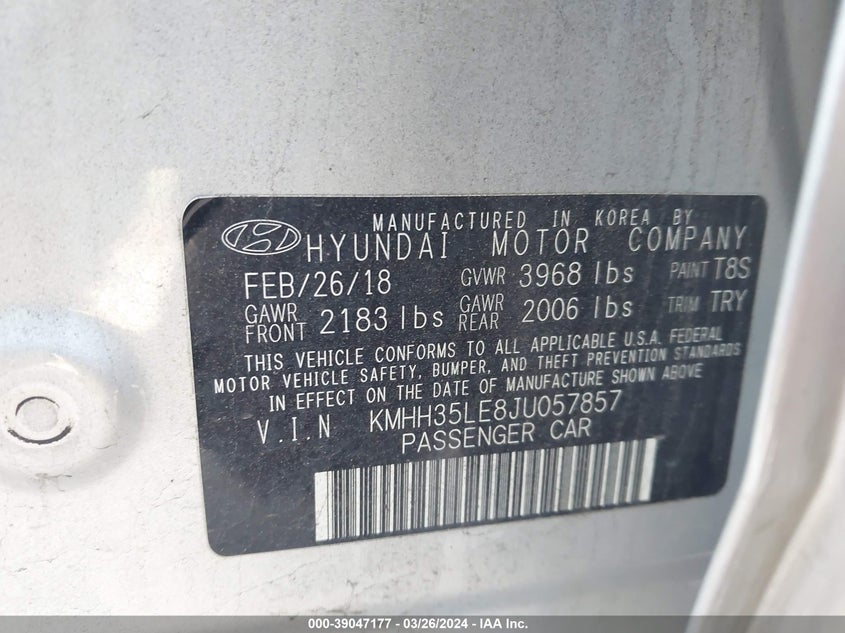 MANUFACTURED IN KOREA BY
HYUNDAI MOTOR COMPANY
FEB/26/18 GVWR 3968 lbs PAINT T8S
GAWR FRONT 2183 lbs GAWR REAR 2006 lbs TRIM TRY
THIS VEHICLE CONFORMS TO ALL APPLICABLE U.S.A. FEDERAL
MOTOR VEHICLE SAFETY, BUMPER, AND THEFT PREVENTION STANDARDS
IN EFFECT ON THE DATE OF MANUFACTURE SHOWN ABOVE
V.I.N KMHH35LE8JU057857
PASSENGER CAR
000-39047177 - 03/26/2024 - IAA Inc.